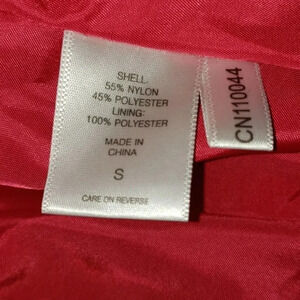 SHELL:
55% NYLON
45% POLYESTER
LINING:
100% POLYESTER
MADE IN
CHINA
S
CARE ON REVERSE
CN110044